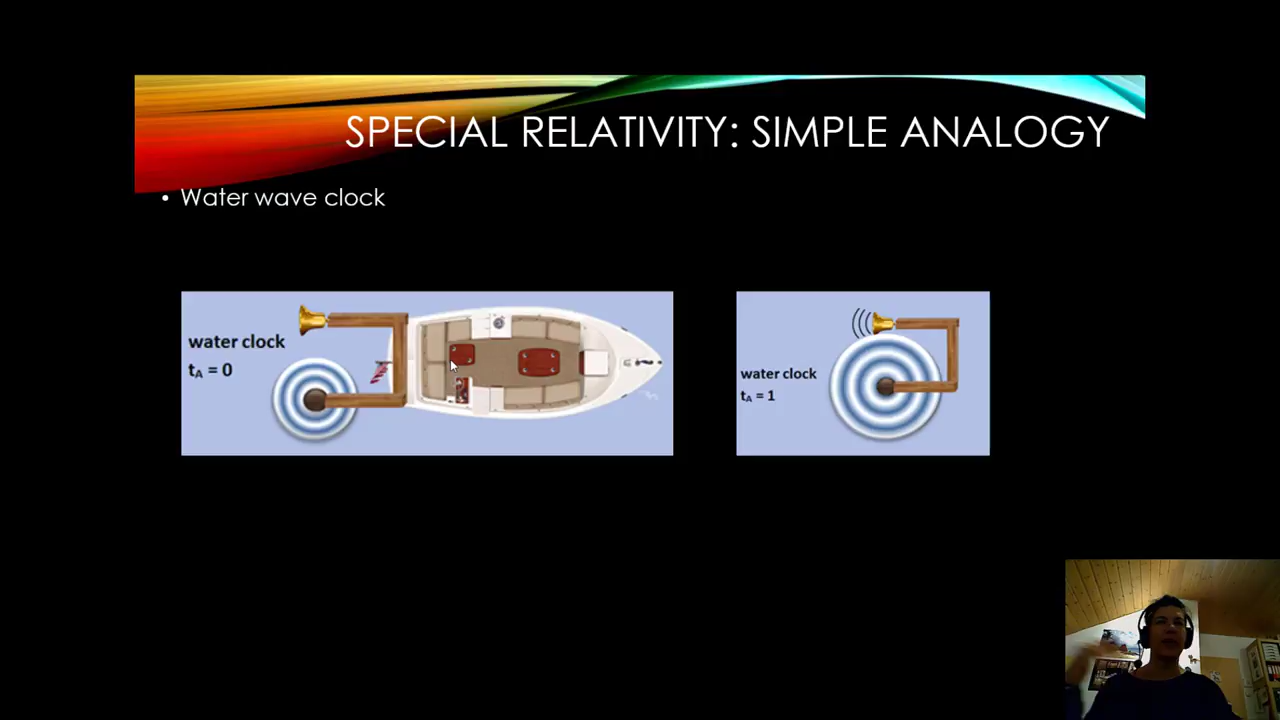 SPECIAL RELATIVITY: SIMPLE ANALOGY
• Water wave clock
water clock
tA = 0
water clock
tA = 1